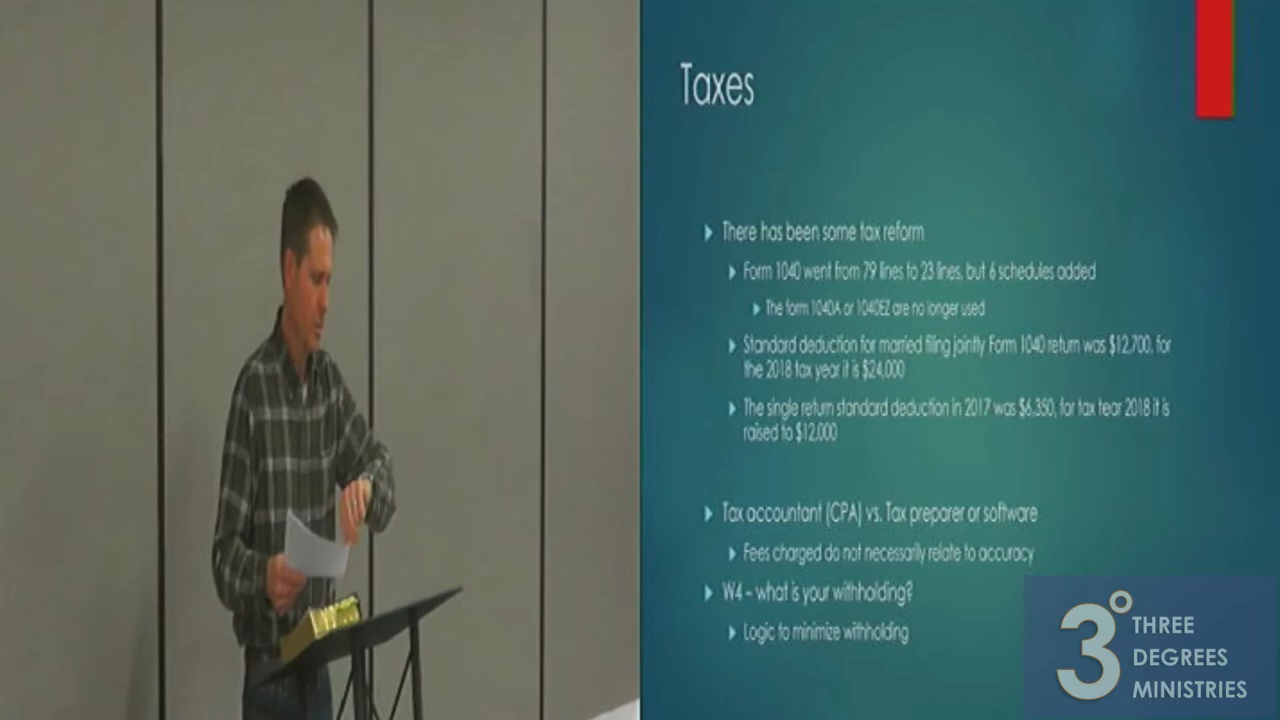 Taxes
There has been some tax reform
Form 1040 went from 79 lines to 23 lines, but 6 schedules added
The form 1040A or 1040EZ are no longer used
Standard deduction for married filing jointly Form 1040 return was $12,700, for
the 2018 tax year it is $24,000
The single return standard deduction in 2017 was $6,350, for tax tear 2018 it is
raised to $12,000
Tax accountant (CPA) vs. Tax preparer or software
Fees charged do not necessarily relate to accuracy
W4 – what is your withholding?
Logic to minimize withholding
3° THREE
DEGREES
MINISTRIES